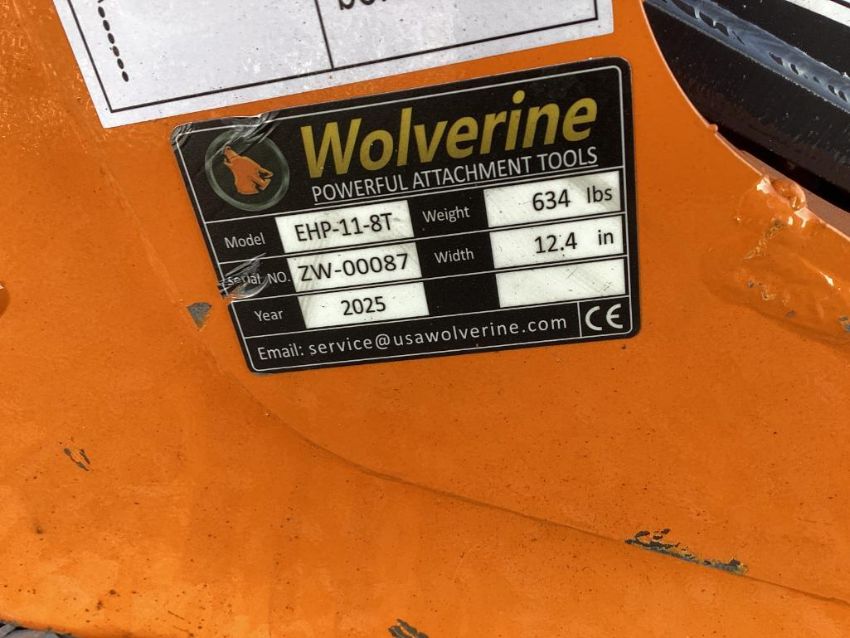 Wolverine
POWERFUL ATTACHMENT TOOLS
Model EHP-11-8T Weight 634 lbs
Serial NO. ZW-00087 Width 12.4 in
Year 2025
Email: service@usawolverine.com CE